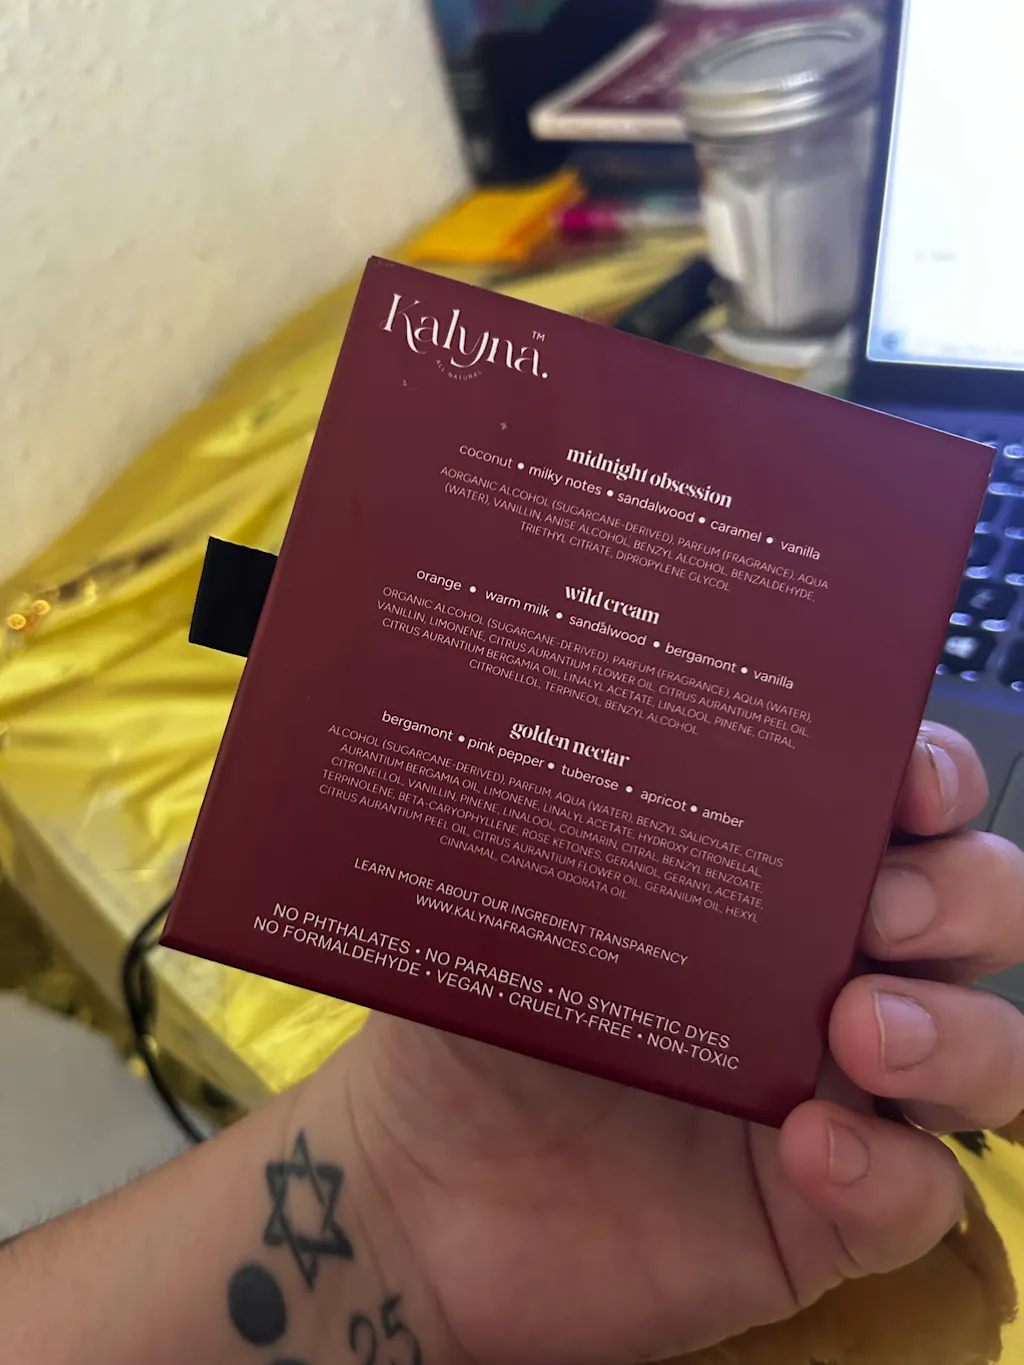 Kalyna.™
ALL NATURAL
midnight obsession
coconut • milky notes • sandalwood • caramel • vanilla
AORGANIC ALCOHOL (SUGARCANE-DERIVED), PARFUM (FRAGRANCE), AQUA
(WATER), VANILLIN, ANISE ALCOHOL, BENZYL ALCOHOL, BENZALDEHYDE,
TRIETHYL CITRATE, DIPROPYLENE GLYCOL
wild cream
orange • warm milk • sandalwood • bergamont • vanilla
ORGANIC ALCOHOL (SUGARCANE-DERIVED), PARFUM (FRAGRANCE), AQUA (WATER),
VANILLIN, LIMONENE, CITRUS AURANTIUM FLOWER OIL, CITRUS AURANTIUM PEEL OIL,
CITRUS AURANTIUM BERGAMIA OIL, LINALYL ACETATE, LINALOOL, PINENE, CITRAL,
CITRONELLOL, TERPINEOL, BENZYL ALCOHOL
golden nectar
bergamont • pink pepper • tuberose • apricot • amber
ALCOHOL (SUGARCANE-DERIVED), PARFUM, AQUA (WATER), BENZYL SALICYLATE, CITRUS
AURANTIUM BERGAMIA OIL, LIMONENE, LINALYL ACETATE, HYDROXY CITRONELLAL
CITRONELLOL, VANILLIN, PINENE, LINALOOL, COUMARIN, CITRAL, BENZYL BENZOATE,
TERPINOLENE, BETA-CARYOPHYLLENE, ROSE KETONES, GERANIOL, GERANYL ACETATE,
CITRUS AURANTIUM PEEL OIL, CITRUS AURANTIUM FLOWER OIL, GERANIUM OIL, HEXYL
CINNAMAL, CANANGA ODORATA OIL
LEARN MORE ABOUT OUR INGREDIENT TRANSPARENCY
WWW.KALYNAFRAGRANCES.COM
NO PHTHALATES • NO PARABENS • NO SYNTHETIC DYES
NO FORMALDEHYDE • VEGAN • CRUELTY-FREE • NON-TOXIC
25